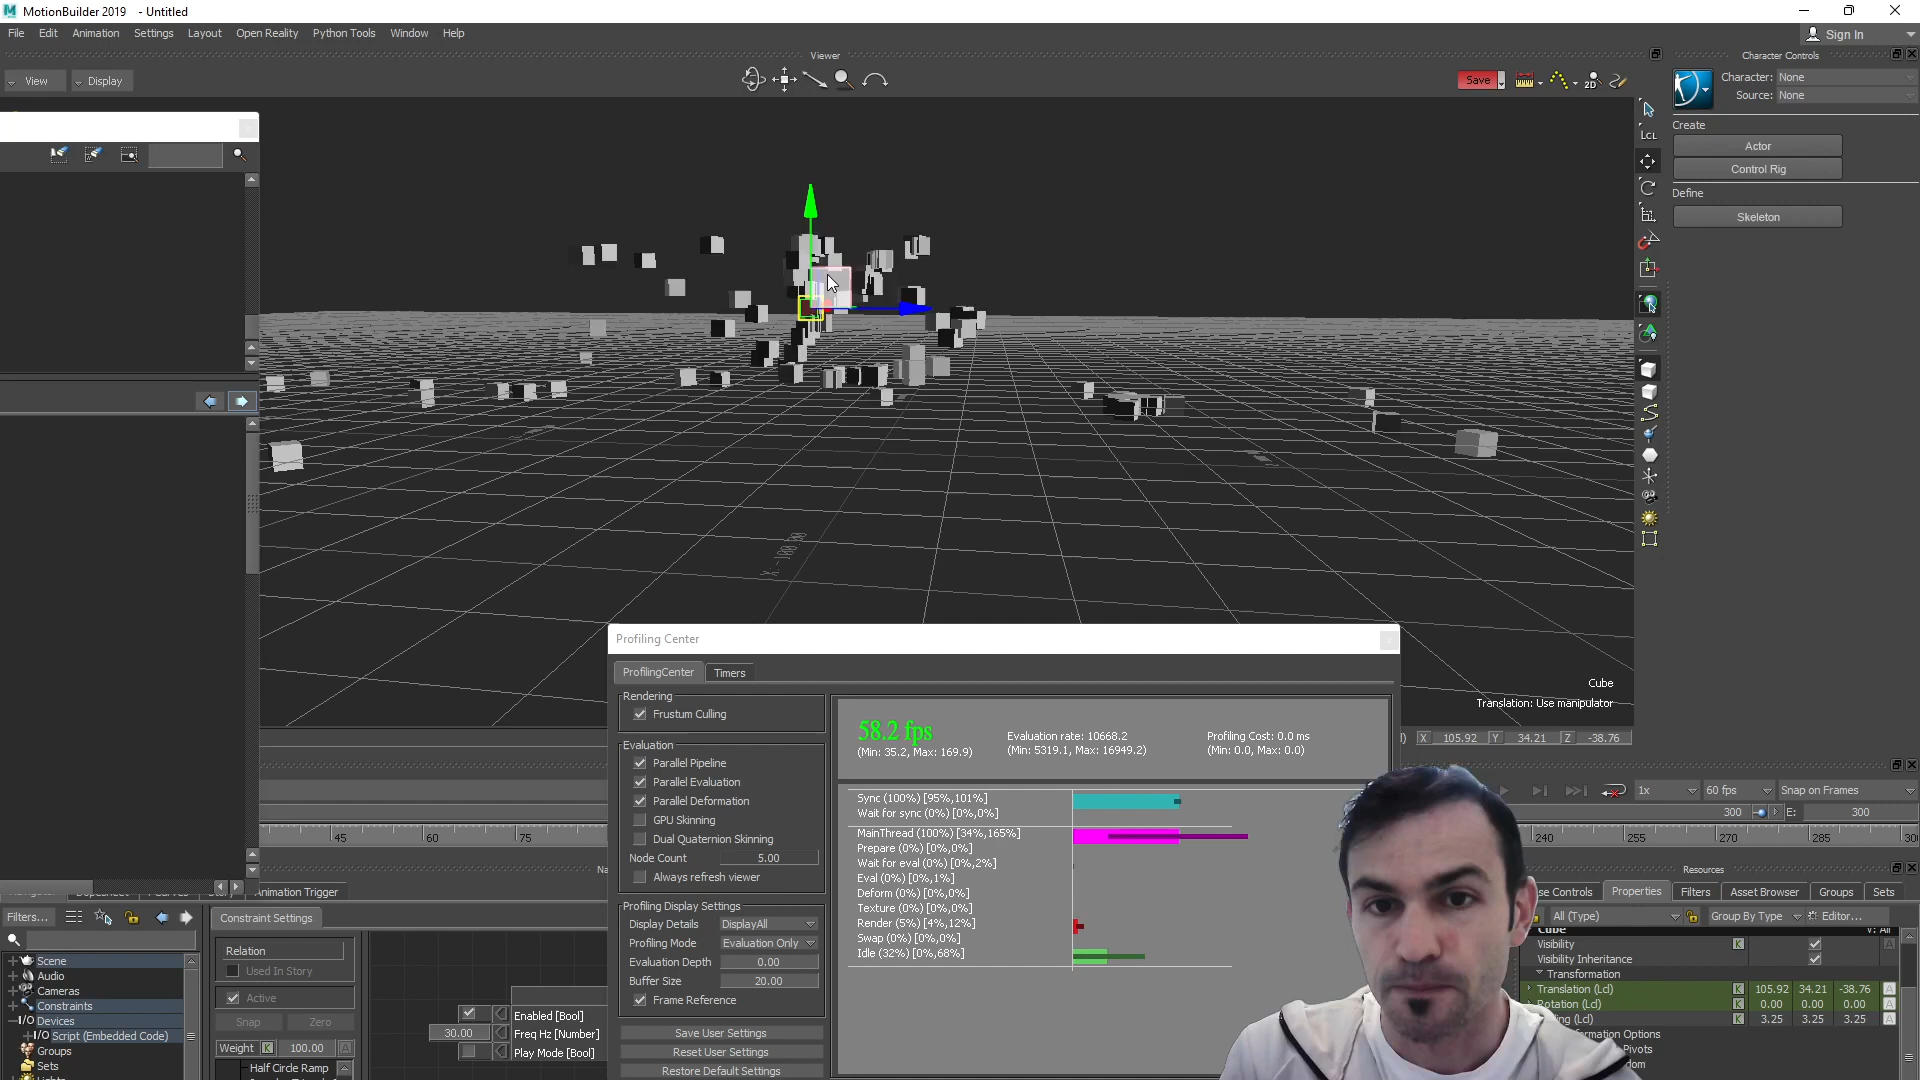 MotionBuilder 2019 - Untitled
File Edit Animation Settings Layout Open Reality Python Tools Window Help
Sign In
Viewer
Character Controls
View Display
Save
2D
Character: None
Source: None
LCL
Create
Actor
Control Rig
Define
Skeleton
Cube
Translation: Use manipulator
X 105.92 Y 34.21 Z -38.76
Profiling Center
ProfilingCenter Timers
Rendering
Frustum Culling
Evaluation
Parallel Pipeline
Parallel Evaluation
Parallel Deformation
GPU Skinning
Dual Quaternion Skinning
Node Count 5.00
Always refresh viewer
Profiling Display Settings
Display Details DisplayAll
Profiling Mode Evaluation Only
Evaluation Depth 0.00
Buffer Size 20.00
Frame Reference
Save User Settings
Reset User Settings
Restore Default Settings
58.2 fps
(Min: 35.2, Max: 169.9)
Evaluation rate: 10668.2
(Min: 5319.1, Max: 16949.2)
Profiling Cost: 0.0 ms
(Min: 0.0, Max: 0.0)
Sync (100%) [95%,101%]
Wait for sync (0%) [0%,0%]
MainThread (100%) [34%,165%]
Prepare (0%) [0%,0%]
Wait for eval (0%) [0%,2%]
Eval (0%) [0%,1%]
Deform (0%) [0%,0%]
Texture (0%) [0%,0%]
Render (5%) [4%,12%]
Swap (0%) [0%,0%]
Idle (32%) [0%,68%]
1x 60 fps Snap on Frames
300 E: 300
45 60 75
240 255 270 285 300
Animation Trigger
Filters...
Scene
Audio
Cameras
Constraints
I/O Devices
I/O Script (Embedded Code)
Groups
Sets
Constraint Settings
Relation
Used In Story
Active
Snap Zero
Weight K 100.00 A
Half Circle Ramp
Enabled [Bool]
30.00 Freq Hz [Number]
Play Mode [Bool]
Resources
Controls Properties Filters Asset Browser Groups Sets
All (Type) Group By Type Editor...
Cube
Visibility K A
Visibility Inheritance
Transformation
Translation (Lcl) K 105.92 34.21 -38.76 A
Rotation (Lcl) K 0.00 0.00 0.00 A
(Lcl) K 3.25 3.25 3.25 A
Options
Pivots